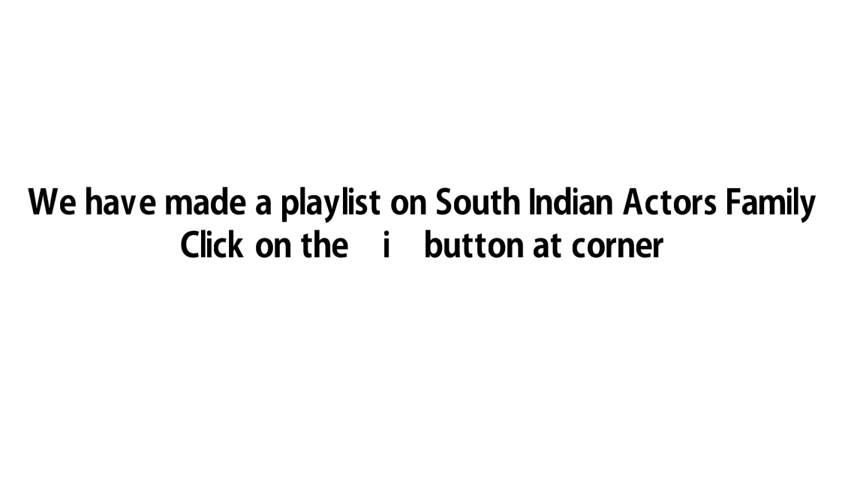 We have made a playlist on South Indian Actors Family
Click on the i button at corner